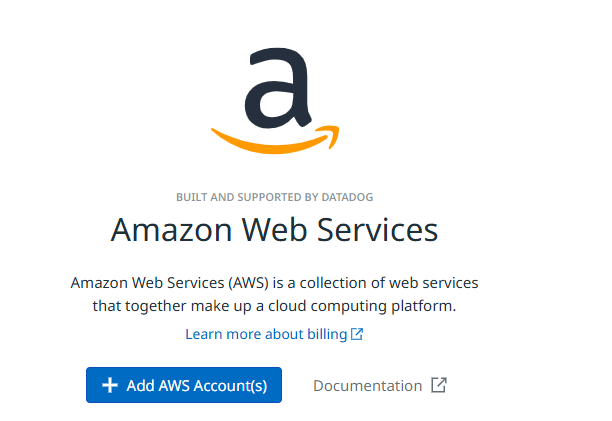 a
BUILT AND SUPPORTED BY DATADOG
Amazon Web Services
Amazon Web Services (AWS) is a collection of web services
that together make up a cloud computing platform.
Learn more about billing
Add AWS Account(s) Documentation